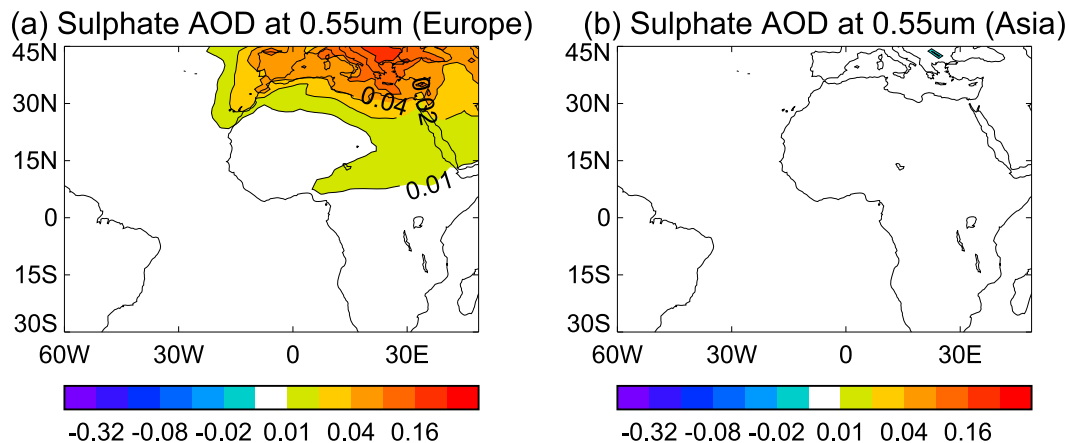 (a) Sulphate AOD at 0.55um (Europe)
45N
30N
15N
0
15S
30S
60W 30W 0 30E
0.04
0.02
0.01
-0.32 -0.08 -0.02 0.01 0.04 0.16
(b) Sulphate AOD at 0.55um (Asia)
45N
30N
15N
0
15S
30S
60W 30W 0 30E
-0.32 -0.08 -0.02 0.01 0.04 0.16